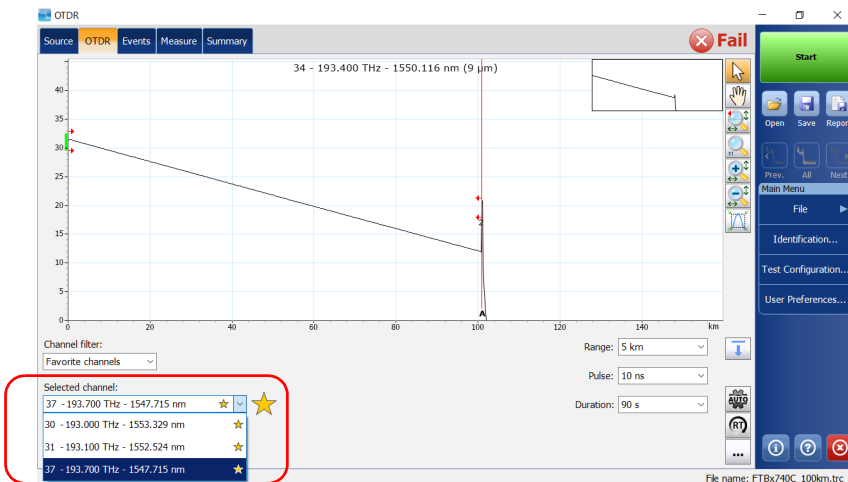 OTDR
Source OTDR Events Measure Summary
Fail
34 - 193.400 THz - 1550.116 nm (9 µm)
40
35
30
25
20
15
10
5
0
0 20 40 60 80 100 120 140 km
2
A
Channel filter:
Favorite channels
Selected channel:
37 - 193.700 THz - 1547.715 nm
30 - 193.000 THz - 1553.329 nm
31 - 193.100 THz - 1552.524 nm
37 - 193.700 THz - 1547.715 nm
Range: 5 km
Pulse: 10 ns
Duration: 90 s
AUTO
RT
...
Start
Open Save Repor
Prev. All Next
Main Menu
File
Identification...
Test Configuration...
User Preferences...
File name: FTBx740C_100km.trc